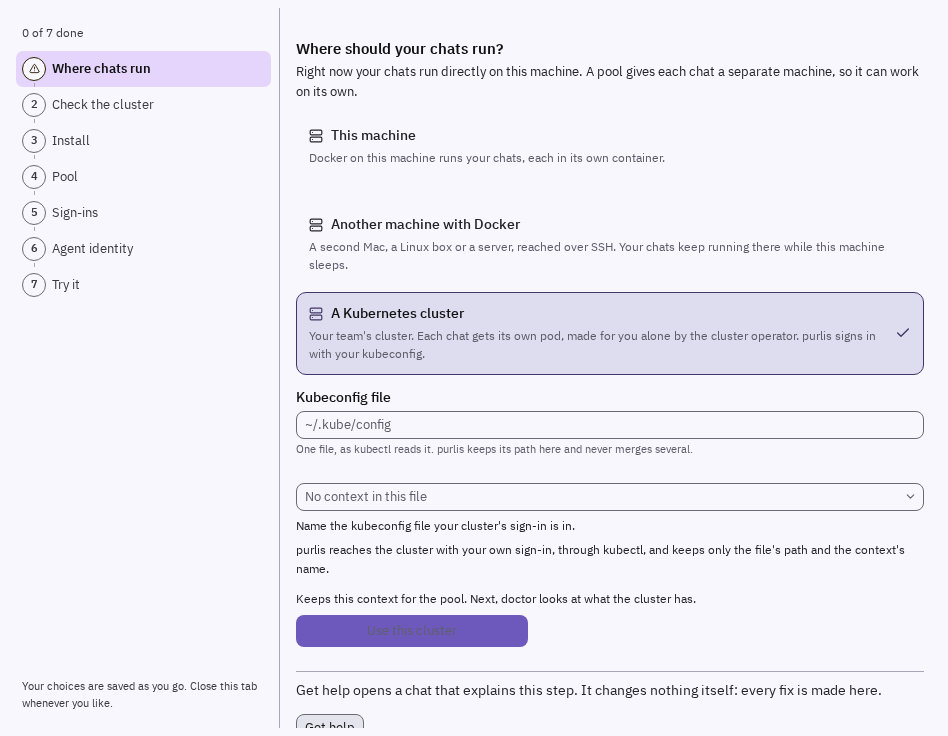 0 of 7 done
Where chats run
2 Check the cluster
3 Install
4 Pool
5 Sign-ins
6 Agent identity
7 Try it
Your choices are saved as you go. Close this tab
whenever you like.
Where should your chats run?
Right now your chats run directly on this machine. A pool gives each chat a separate machine, so it can work
on its own.
This machine
Docker on this machine runs your chats, each in its own container.
Another machine with Docker
A second Mac, a Linux box or a server, reached over SSH. Your chats keep running there while this machine
sleeps.
A Kubernetes cluster
Your team's cluster. Each chat gets its own pod, made for you alone by the cluster operator. purlis signs in
with your kubeconfig.
Kubeconfig file
~/.kube/config
One file, as kubectl reads it. purlis keeps its path here and never merges several.
No context in this file
Name the kubeconfig file your cluster's sign-in is in.
purlis reaches the cluster with your own sign-in, through kubectl, and keeps only the file's path and the context's
name.
Keeps this context for the pool. Next, doctor looks at what the cluster has.
Use this cluster
Get help opens a chat that explains this step. It changes nothing itself: every fix is made here.
Get help